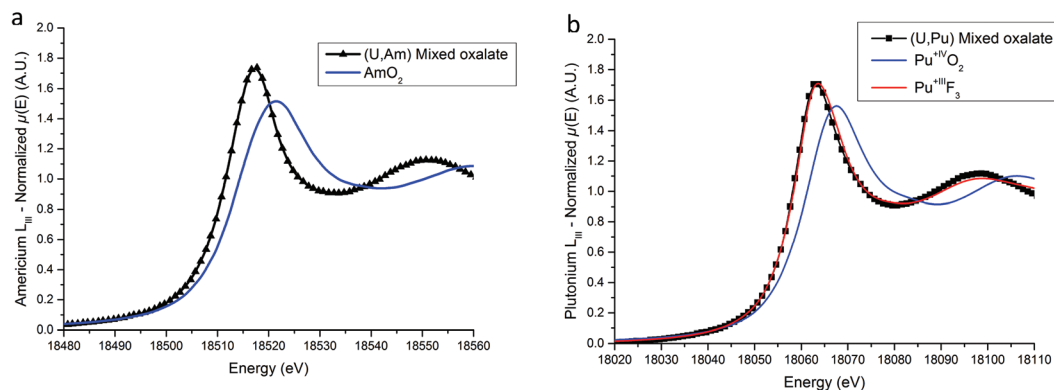 a
Americium L_III - Normalized μ(E) (A.U.)
2.0
1.8
1.6
1.4
1.2
1.0
0.8
0.6
0.4
0.2
0.0
(U,Am) Mixed oxalate
AmO₂
18480 18490 18500 18510 18520 18530 18540 18550 18560
Energy (eV)
b
Plutonium L_III - Normalized μ(E) (A.U.)
2.0
1.8
1.6
1.4
1.2
1.0
0.8
0.6
0.4
0.2
0.0
(U,Pu) Mixed oxalate
Pu⁺ᴵⱽO₂
Pu⁺ᴵᴵᴵF₃
18020 18030 18040 18050 18060 18070 18080 18090 18100 18110
Energy (eV)